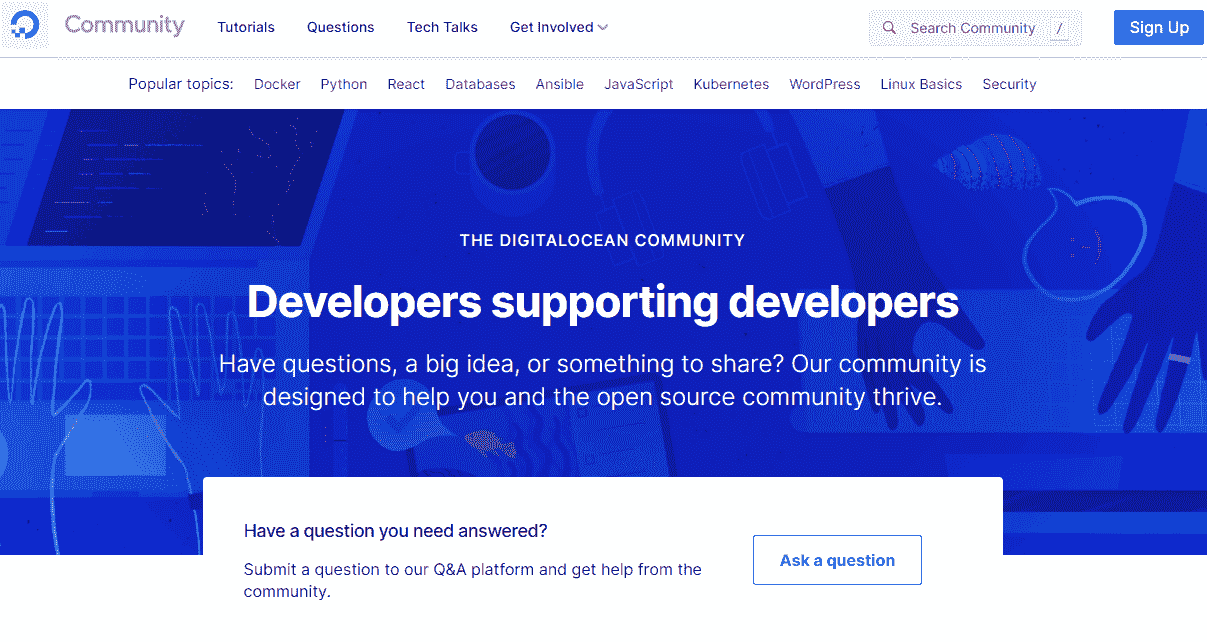 Community Tutorials Questions Tech Talks Get Involved Search Community / Sign Up
Popular topics: Docker Python React Databases Ansible JavaScript Kubernetes WordPress Linux Basics Security
THE DIGITALOCEAN COMMUNITY
Developers supporting developers
Have questions, a big idea, or something to share? Our community is
designed to help you and the open source community thrive.
Have a question you need answered?
Submit a question to our Q&A platform and get help from the
community.
Ask a question